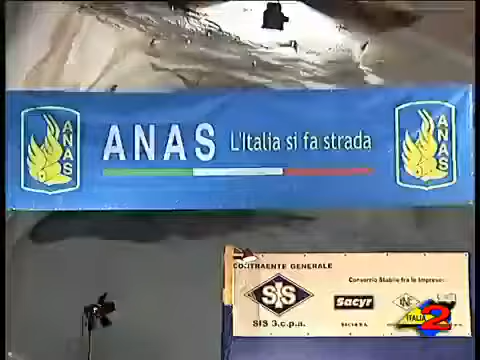 ANAS
ANAS L'Italia si fa strada
ANAS
CONTRAENTE GENERALE
Consorzio Stabile fra le Imprese:
SIS
Sacyr
SIS S.c.p.a.
ITALIA 2